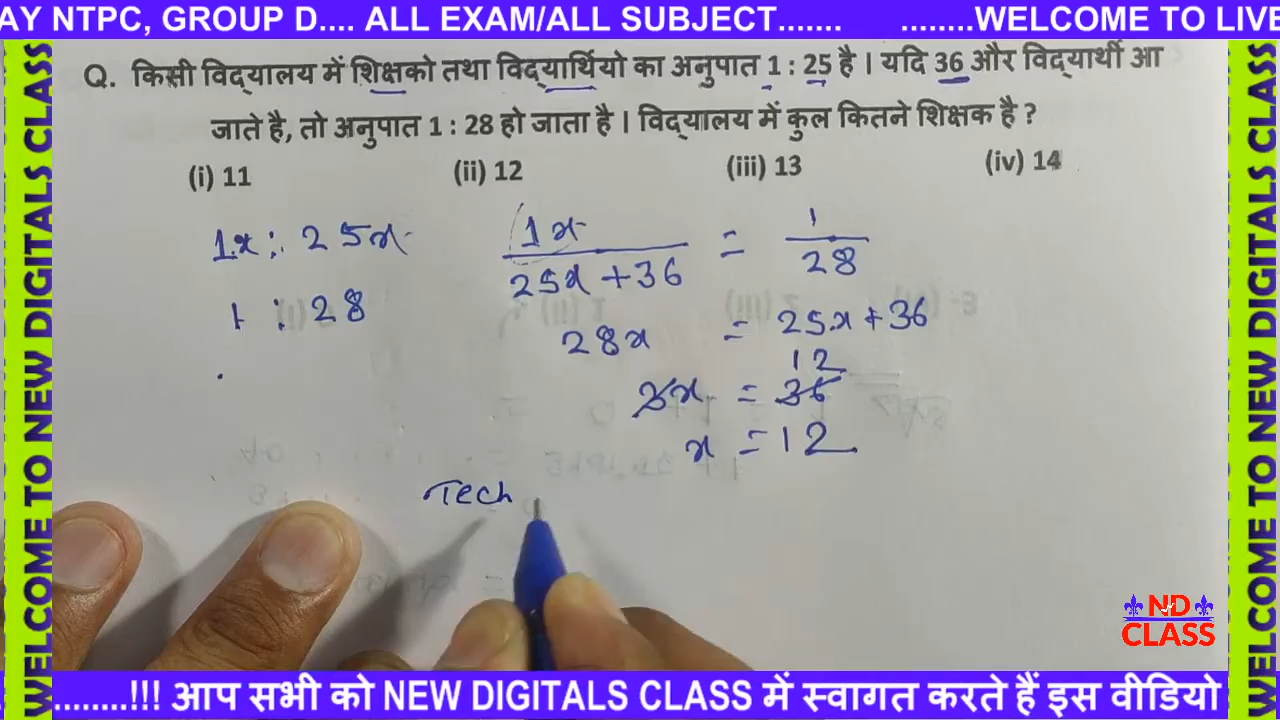 AY NTPC, GROUP D.... ALL EXAM/ALL SUBJECT....... ........WELCOME TO LIVE
Q. किसी विद्यालय में शिक्षको तथा विद्यार्थियो का अनुपात 1 : 25 है । यदि 36 और विद्यार्थी आ
जाते है, तो अनुपात 1 : 28 हो जाता है । विद्यालय में कुल कितने शिक्षक है ?
(i) 11 (ii) 12 (iii) 13 (iv) 14
1x : 25x
1 : 28
1x = 1
25x + 36 28
28x = 25x + 36
12
3x = 36
x = 12
Tech
ND
CLASS
WELCOME TO NEW DIGITALS CLASS
WELCOME TO NEW DIGITALS CLASS
........!!! आप सभी को NEW DIGITALS CLASS में स्वागत करते हैं इस वीडियो